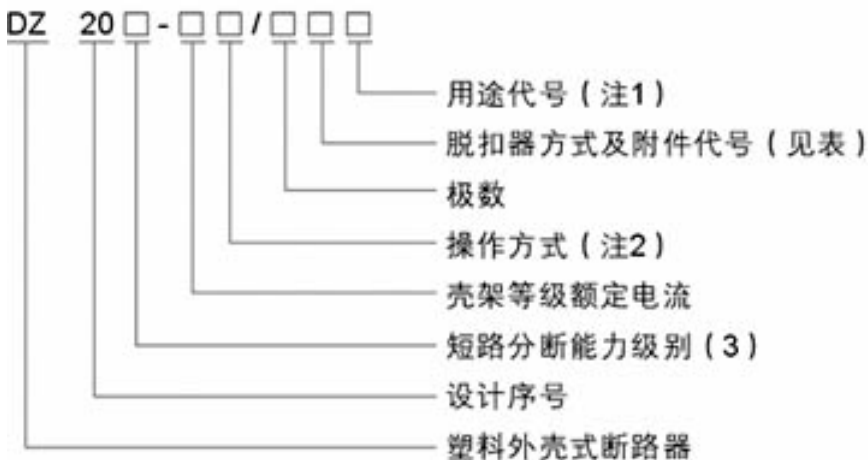 DZ 20□-□□/□□□
用途代号（注1）
脱扣器方式及附件代号（见表）
极数
操作方式（注2）
壳架等级额定电流
短路分断能力级别（3）
设计序号
塑料外壳式断路器